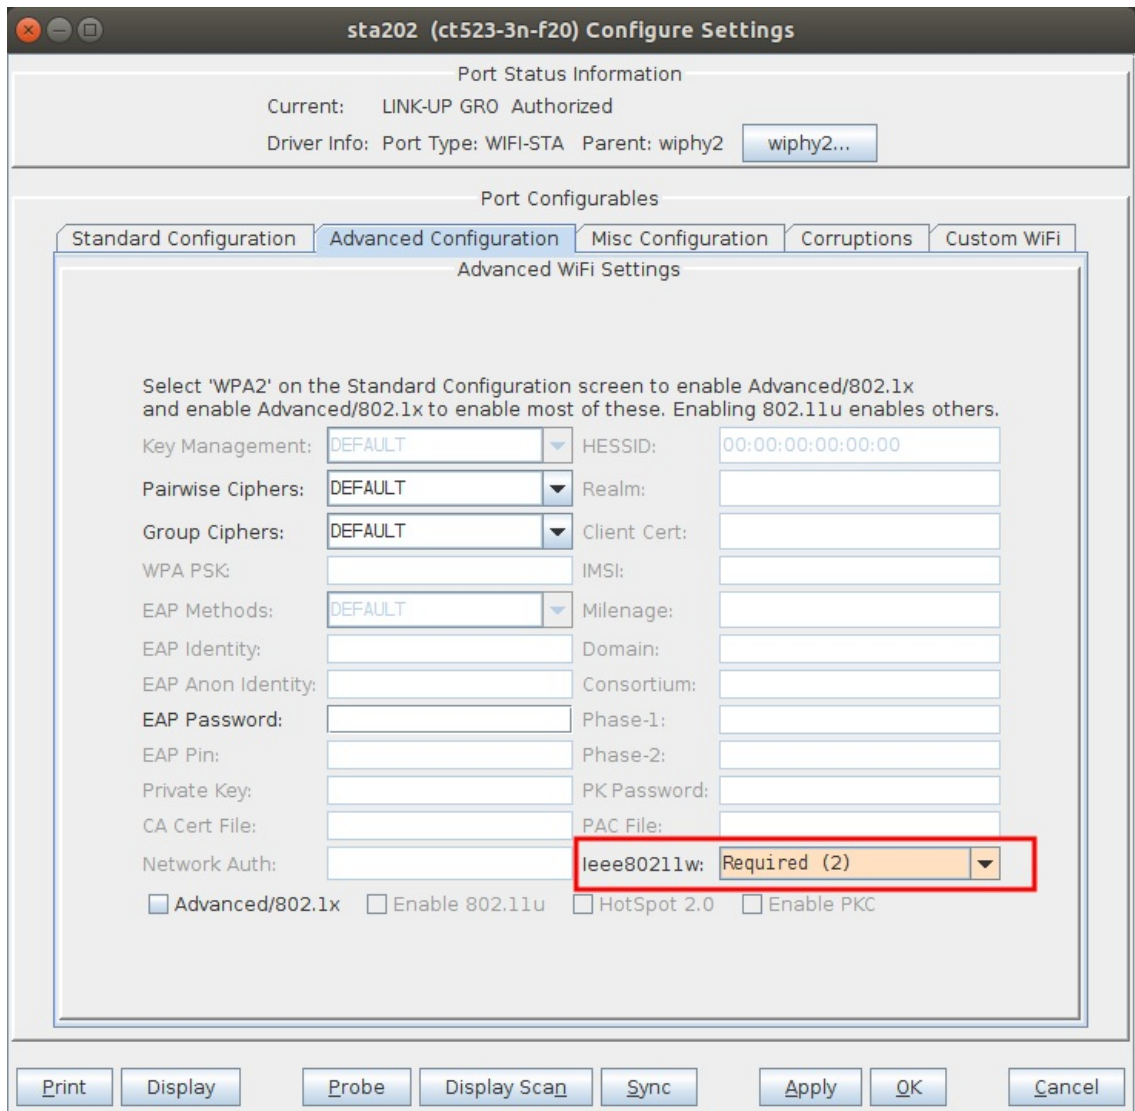 sta202 (ct523-3n-f20) Configure Settings
Port Status Information
Current: LINK-UP GRO Authorized
Driver Info: Port Type: WIFI-STA Parent: wiphy2 wiphy2...
Port Configurables
Standard Configuration Advanced Configuration Misc Configuration Corruptions Custom WiFi
Advanced WiFi Settings
Select 'WPA2' on the Standard Configuration screen to enable Advanced/802.1x
and enable Advanced/802.1x to enable most of these. Enabling 802.11u enables others.
Key Management: DEFAULT HESSID: 00:00:00:00:00:00
Pairwise Ciphers: DEFAULT Realm:
Group Ciphers: DEFAULT Client Cert:
WPA PSK: IMSI:
EAP Methods: DEFAULT Milenage:
EAP Identity: Domain:
EAP Anon Identity: Consortium:
EAP Password: Phase-1:
EAP Pin: Phase-2:
Private Key: PK Password:
CA Cert File: PAC File:
Network Auth: Ieee80211w: Required (2)
Advanced/802.1x Enable 802.11u HotSpot 2.0 Enable PKC
Print Display Probe Display Scan Sync Apply OK Cancel